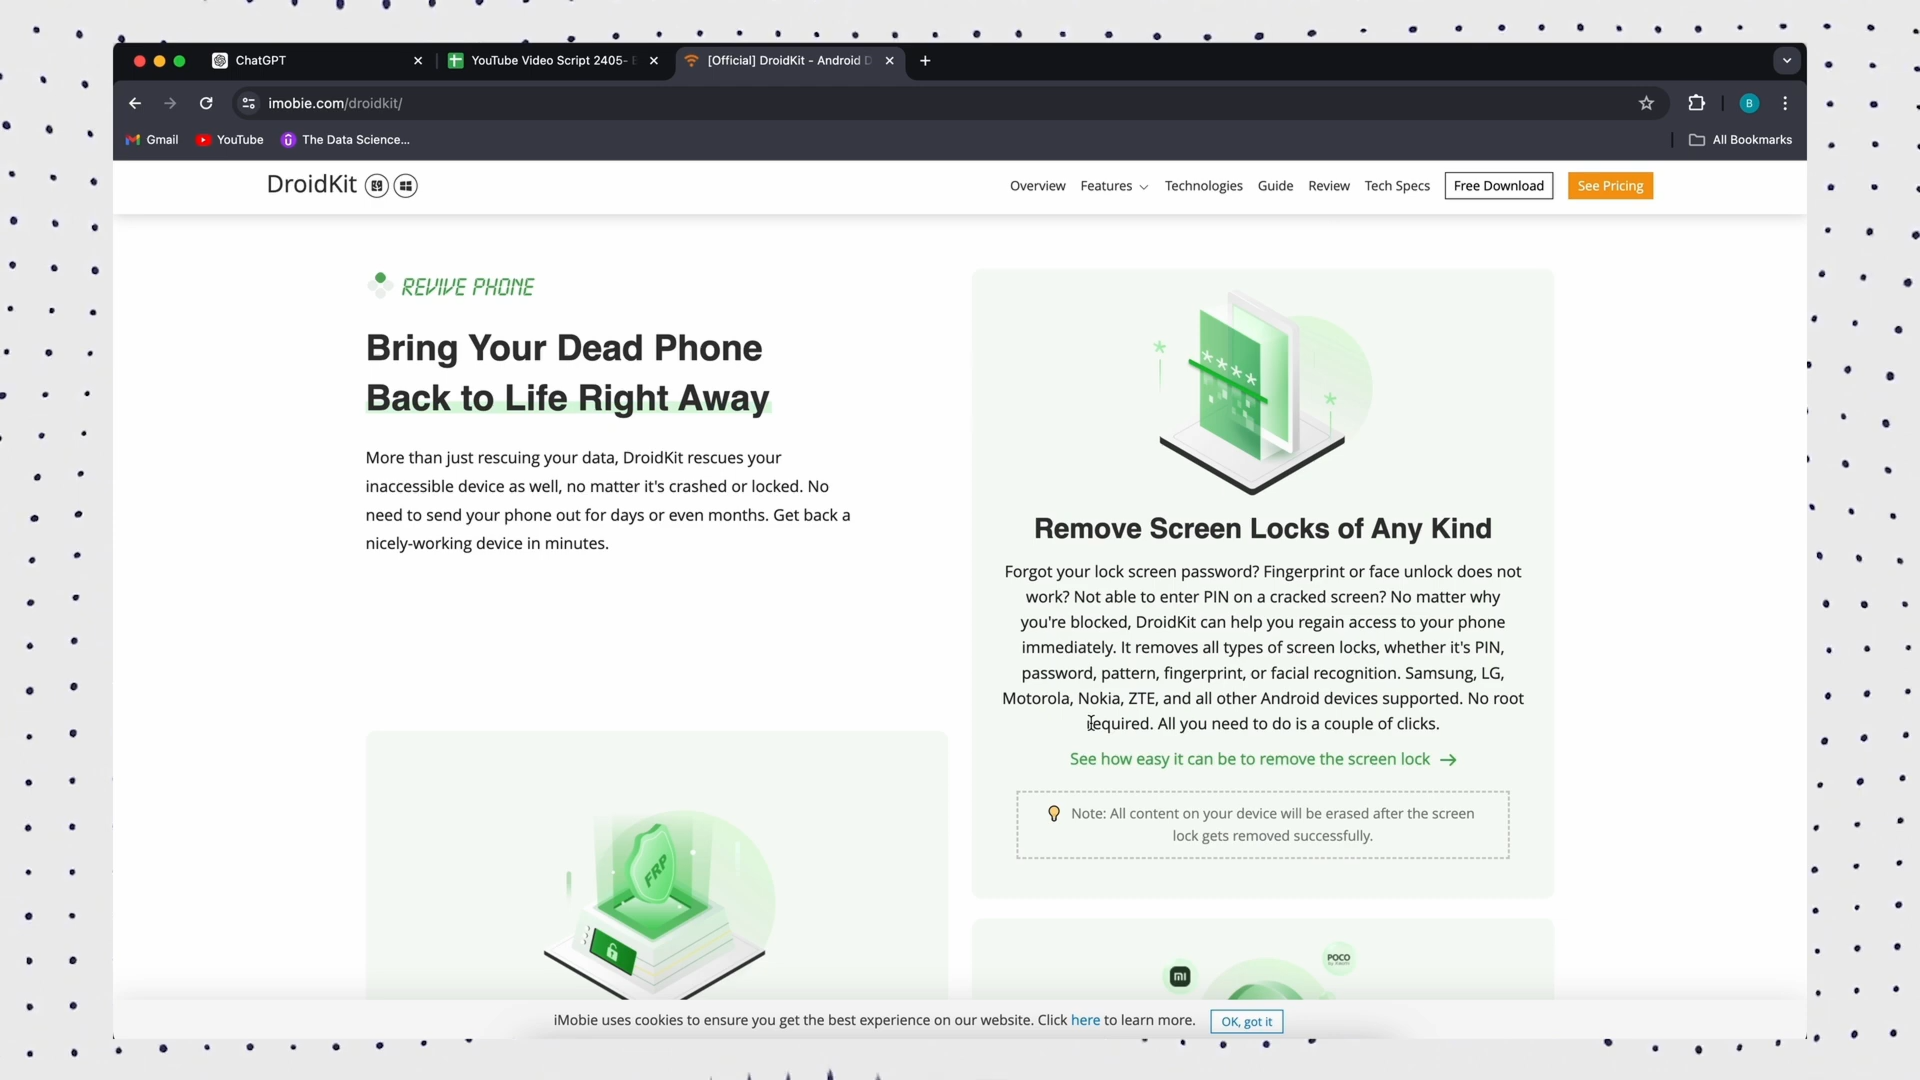 ChatGPT
YouTube Video Script 2405-
[Official] DroidKit - Android D
imobie.com/droidkit/
B
Gmail
YouTube
The Data Science...
All Bookmarks
DroidKit
Overview
Features
Technologies
Guide
Review
Tech Specs
Free Download
See Pricing
REVIVE PHONE
Bring Your Dead Phone
Back to Life Right Away
More than just rescuing your data, DroidKit rescues your
inaccessible device as well, no matter it's crashed or locked. No
need to send your phone out for days or even months. Get back a
nicely-working device in minutes.
****
Remove Screen Locks of Any Kind
Forgot your lock screen password? Fingerprint or face unlock does not
work? Not able to enter PIN on a cracked screen? No matter why
you're blocked, DroidKit can help you regain access to your phone
immediately. It removes all types of screen locks, whether it's PIN,
password, pattern, fingerprint, or facial recognition. Samsung, LG,
Motorola, Nokia, ZTE, and all other Android devices supported. No root
required. All you need to do is a couple of clicks.
See how easy it can be to remove the screen lock
Note: All content on your device will be erased after the screen
lock gets removed successfully.
FRP
mi
POCO
iMobie uses cookies to ensure you get the best experience on our website. Click here to learn more.
OK, got it